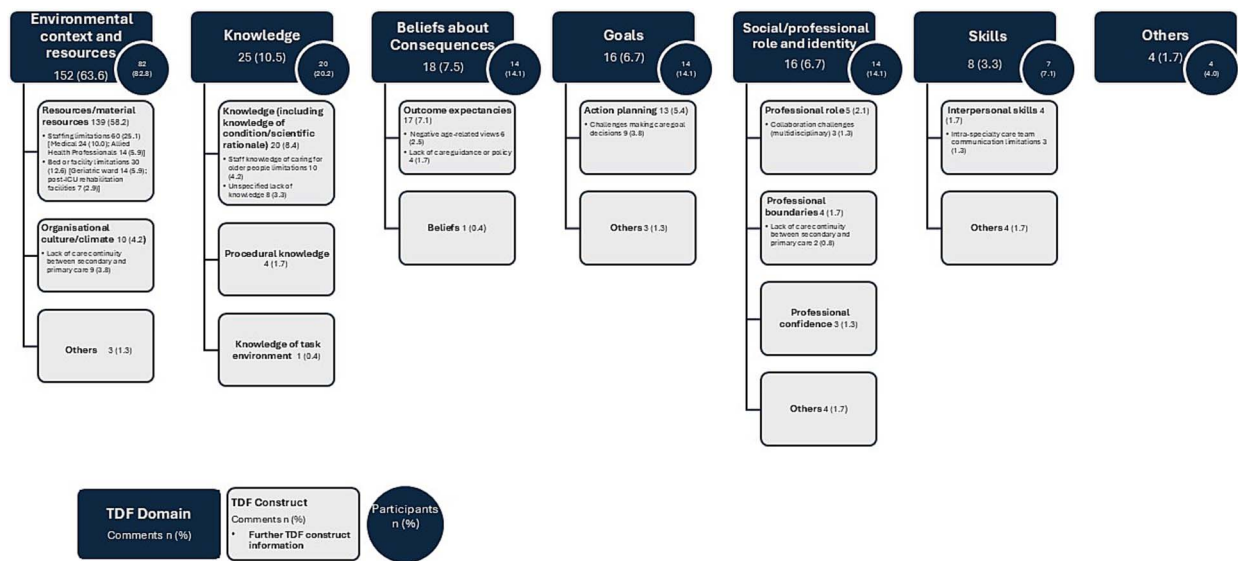 Environmental
context and
resources
152 (63.6)
82
(82.8)
Resources/material
resources 139 (58.2)
• Staffing limitations 60 (25.1)
[Medical 24 (10.0); Allied
Health Professionals 14 (5.9)]
• Bed or facility limitations 30
(12.6) [Geriatric ward 14 (5.9);
post-ICU rehabilitation
facilities 7 (2.9)]
Organisational
culture/climate 10 (4.2)
• Lack of care continuity
between secondary and
primary care 9 (3.8)
Others 3 (1.3)
Knowledge
25 (10.5)
20
(20.2)
Knowledge (including
knowledge of
condition/scientific
rationale) 20 (8.4)
• Staff knowledge of caring for
older people limitations 10
(4.2)
• Unspecified lack of
knowledge 8 (3.3)
Procedural knowledge
4 (1.7)
Knowledge of task
environment 1 (0.4)
Beliefs about
Consequences
18 (7.5)
14
(14.1)
Outcome expectancies
17 (7.1)
• Negative age-related views 6
(2.5)
• Lack of care guidance or policy
4 (1.7)
Beliefs 1 (0.4)
Goals
16 (6.7)
14
(14.1)
Action planning 13 (5.4)
• Challenges making care goal
decisions 9 (3.8)
Others 3 (1.3)
Social/professional
role and identity
16 (6.7)
14
(14.1)
Professional role 5 (2.1)
• Collaboration challenges
(multidisciplinary) 3 (1.3)
Professional
boundaries 4 (1.7)
• Lack of care continuity
between secondary and
primary care 2 (0.8)
Professional
confidence 3 (1.3)
Others 4 (1.7)
Skills
8 (3.3)
7
(7.1)
Interpersonal skills 4
(1.7)
• Intra-specialty care team
communication limitations 3
(1.3)
Others 4 (1.7)
Others
4 (1.7)
4
(4.0)
TDF Domain
Comments n (%)
TDF Construct
Comments n (%)
• Further TDF construct
information
Participants
n (%)